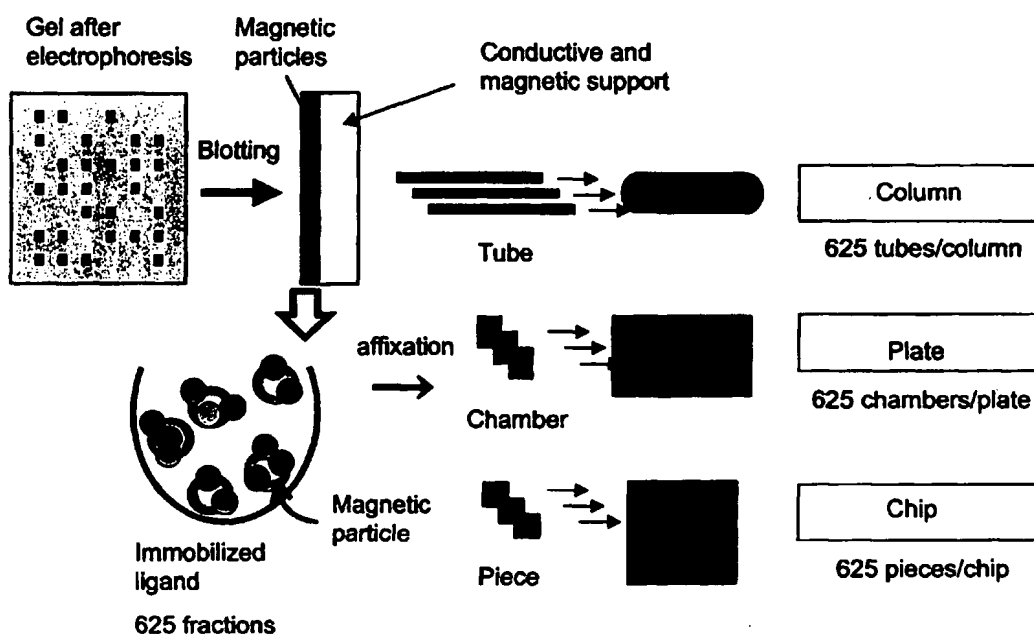 Gel after
electrophoresis
Magnetic
particles
Conductive and
magnetic support
Blotting
Tube
Column
625 tubes/column
affixation
Chamber
Plate
625 chambers/plate
Magnetic
particle
Immobilized
ligand
625 fractions
Piece
Chip
625 pieces/chip